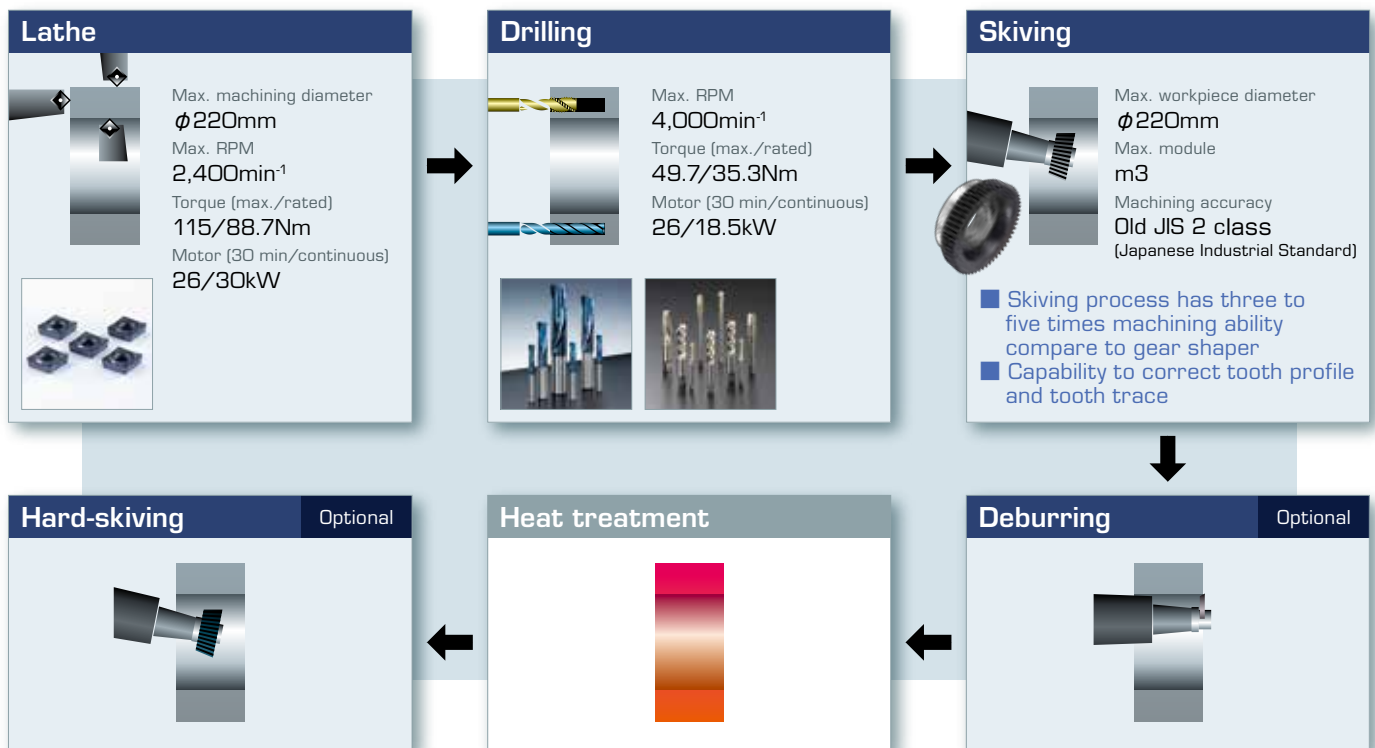 Lathe
Max. machining diameter
φ220mm
Max. RPM
2,400min-1
Torque (max./rated)
115/88.7Nm
Motor (30 min/continuous)
26/30kW
Drilling
Max. RPM
4,000min-1
Torque (max./rated)
49.7/35.3Nm
Motor (30 min/continuous)
26/18.5kW
Skiving
Max. workpiece diameter
φ220mm
Max. module
m3
Machining accuracy
Old JIS 2 class
(Japanese Industrial Standard)
Skiving process has three to
five times machining ability
compare to gear shaper
Capability to correct tooth profile
and tooth trace
Hard-skiving Optional
Heat treatment
Deburring Optional